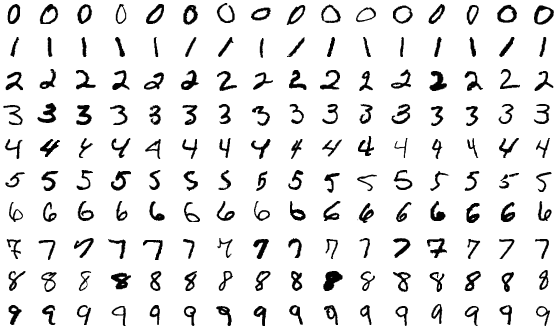 0 0 0 0 0 0 0 0 0 0 0 0 0 0 0 0
1 1 1 1 1 1 1 1 1 1 1 1 1 1 1 1
2 2 2 2 2 2 2 2 2 2 2 2 2 2 2 2
3 3 3 3 3 3 3 3 3 3 3 3 3 3 3 3
4 4 4 4 4 4 4 4 4 4 4 4 4 4 4 4
5 5 5 5 5 5 5 5 5 5 5 5 5 5 5 5
6 6 6 6 6 6 6 6 6 6 6 6 6 6 6 6
7 7 7 7 7 7 7 7 7 7 7 7 7 7 7 7
8 8 8 8 8 8 8 8 8 8 8 8 8 8 8 8
9 9 9 9 9 9 9 9 9 9 9 9 9 9 9 9